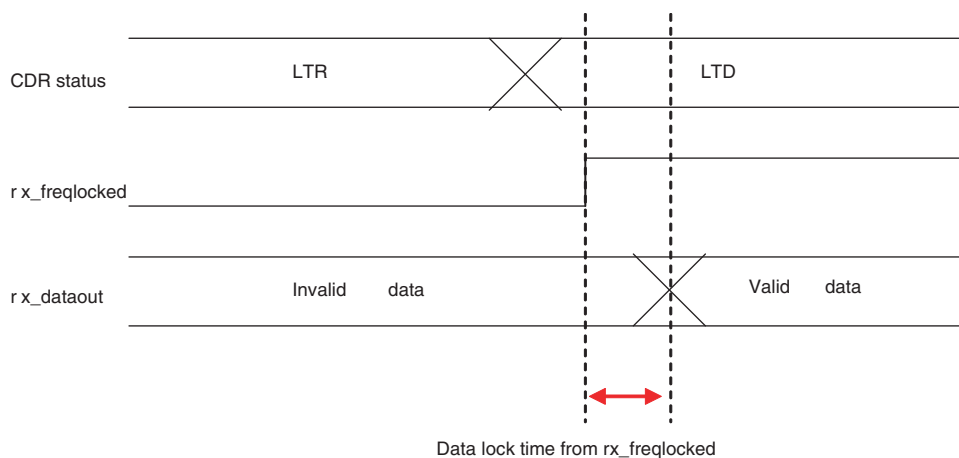 CDR status
LTR
LTD
r x_freqlocked
r x_dataout
Invalid data
Valid data
Data lock time from rx_freqlocked